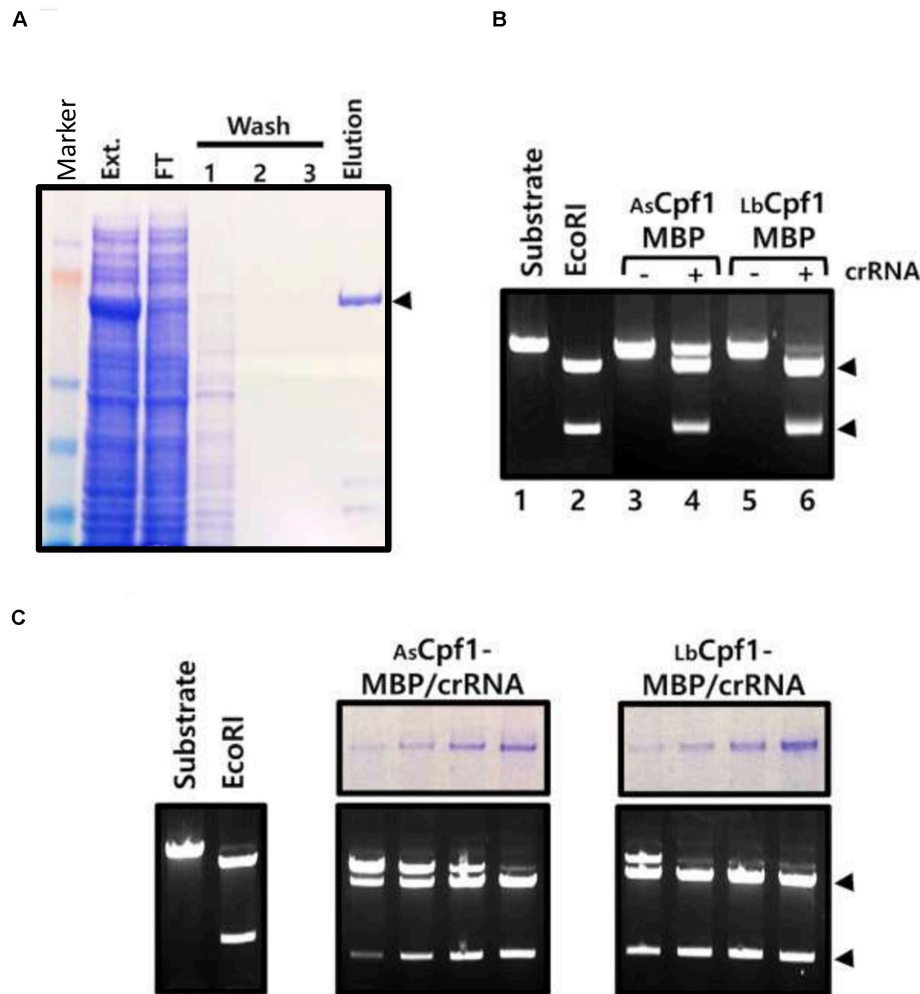 A
B
Marker
Ext.
FT
Wash
1 2 3
Elution
Substrate
EcoRI
AsCpf1
MBP
LbCpf1
MBP
- + - + crRNA
1 2 3 4 5 6
C
Substrate
EcoRI
AsCpf1-
MBP/crRNA
LbCpf1-
MBP/crRNA